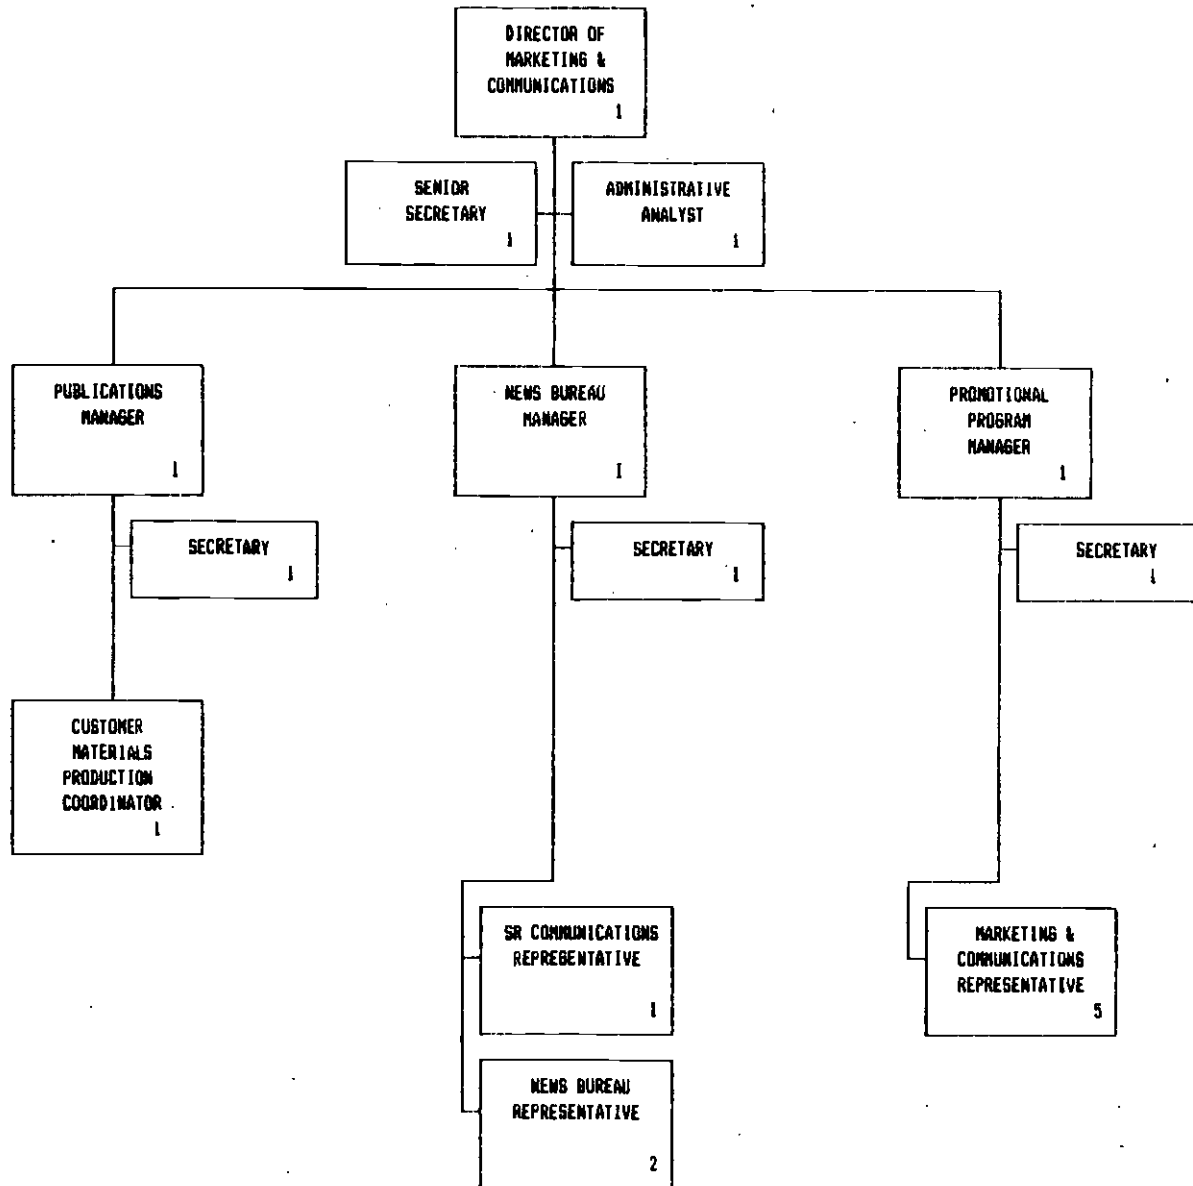 DIRECTOR OF
MARKETING &
COMMUNICATIONS
1
SENIOR
SECRETARY
1
ADMINISTRATIVE
ANALYST
1
PUBLICATIONS
MANAGER
1
NEWS BUREAU
MANAGER
1
PROMOTIONAL
PROGRAM
MANAGER
1
SECRETARY
1
SECRETARY
1
SECRETARY
1
CUSTOMER
MATERIALS
PRODUCTION
COORDINATOR
1
SR COMMUNICATIONS
REPRESENTATIVE
1
MARKETING &
COMMUNICATIONS
REPRESENTATIVE
5
NEWS BUREAU
REPRESENTATIVE
2